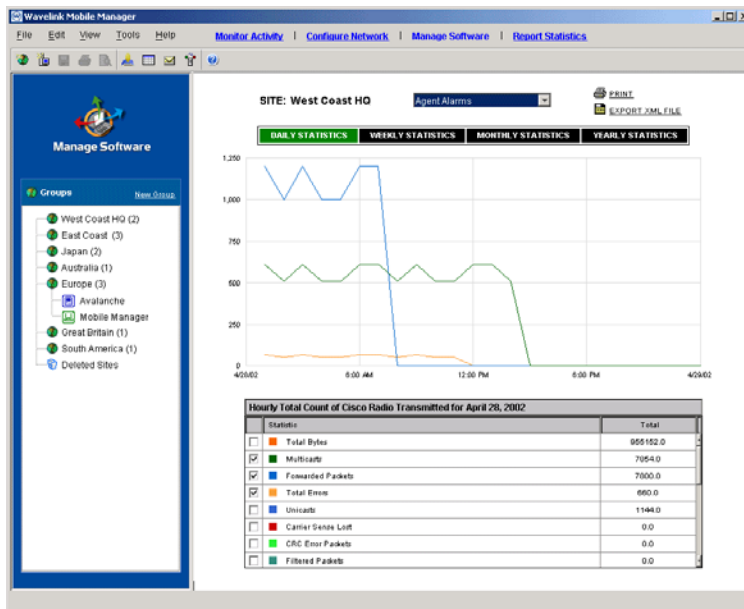 Wavelink Mobile Manager
File Edit View Tools Help Monitor Activity | Configure Network | Manage Software | Report Statistics
Manage Software
Groups New Group
West Coast HQ (2)
East Coast (3)
Japan (2)
Australia (1)
Europe (3)
Avalanche
Mobile Manager
Great Britain (1)
South America (1)
Deleted Sites
SITE: West Coast HQ Agent Alarms PRINT
EXPORT XML FILE
DAILY STATISTICS WEEKLY STATISTICS MONTHLY STATISTICS YEARLY STATISTICS
1,250
1,000
750
500
250
0
6:00 AM 12:00 PM 6:00 PM 4/29/02
Hourly Total Count of Cisco Radio Transmitted for April 28, 2002
Statistic Total
Total Bytes 955152.0
Multicasts 7054.0
Forwarded Packets 7800.0
Total Errors 660.0
Unicasts 1144.0
Carrier Sense Lost 0.0
CRC Error Packets 0.0
Filtered Packets 0.0